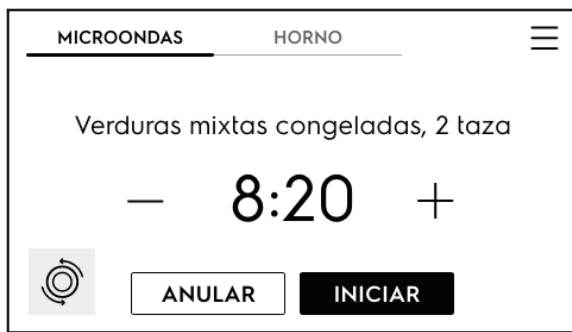 MICROONDAS HORNO
Verduras mixtas congeladas, 2 taza
8:20
ANULAR INICIAR